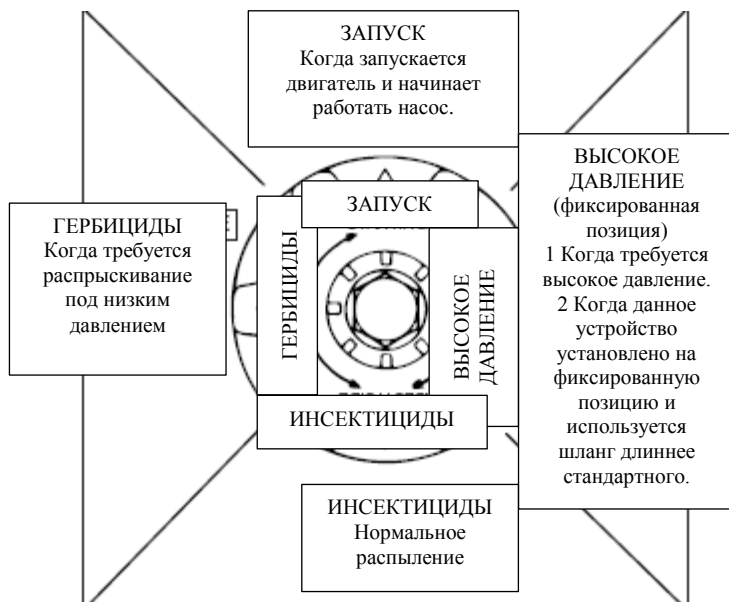 ЗАПУСК
Когда запускается
двигатель и начинает
работать насос.
ВЫСОКОЕ
ДАВЛЕНИЕ
(фиксированная
позиция)
1 Когда требуется
высокое давление.
2 Когда данное
устройство
установлено на
фиксированную
позицию и
используется
шланг длиннее
стандартного.
ГЕРБИЦИДЫ
Когда требуется
распрыскивание
под низким
давлением
ЗАПУСК
ГЕРБИЦИДЫ
ВЫСОКОЕ
ДАВЛЕНИЕ
ИНСЕКТИЦИДЫ
ИНСЕКТИЦИДЫ
Нормальное
распыление